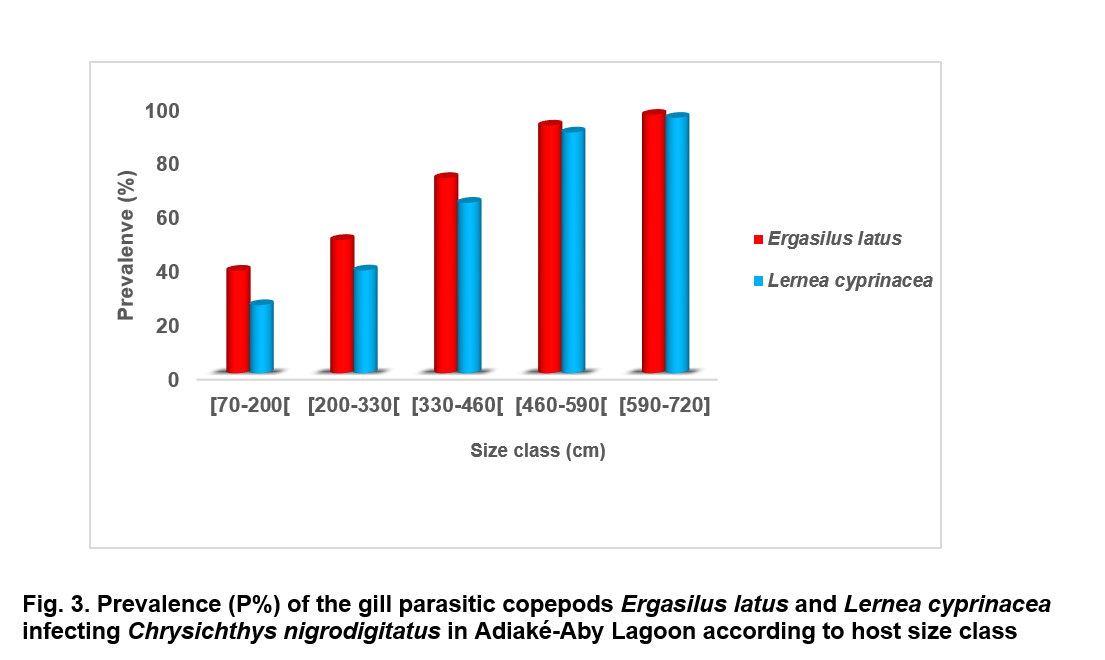 100
80
60
40
20
0
Prevalenve (%)
[70-200[ [200-330[ [330-460[ [460-590[ [590-720]
Size class (cm)
Ergasilus latus
Lernea cyprinacea
Fig. 3. Prevalence (P%) of the gill parasitic copepods Ergasilus latus and Lernea cyprinacea
infecting Chrysichthys nigrodigitatus in Adiaké-Aby Lagoon according to host size class